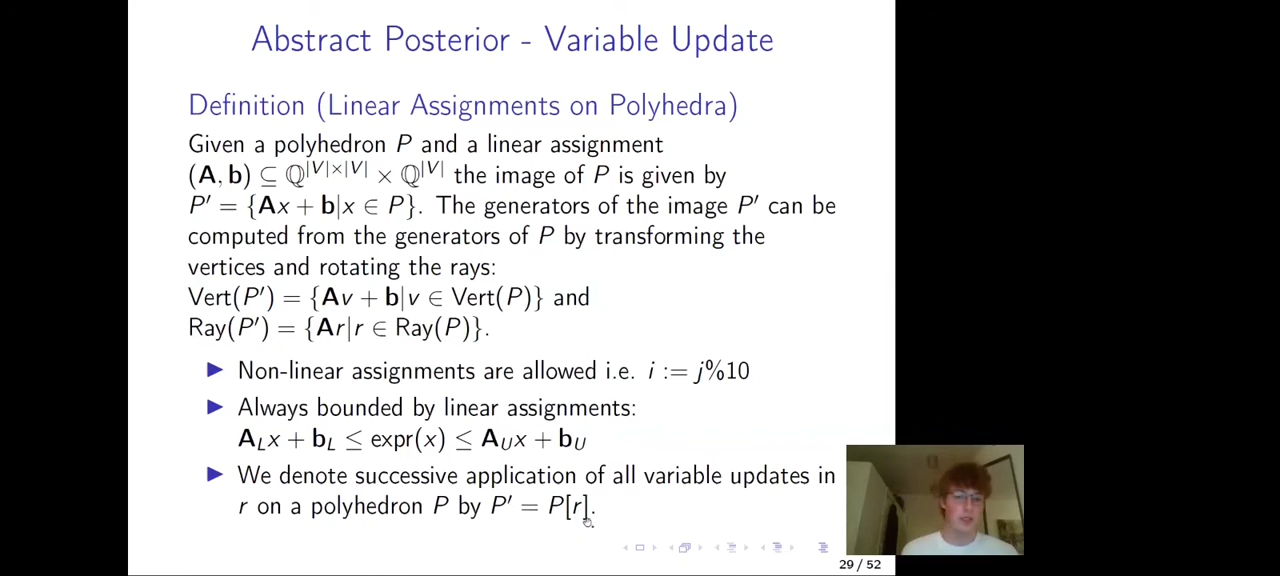 Abstract Posterior - Variable Update
Definition (Linear Assignments on Polyhedra)
Given a polyhedron P and a linear assignment
(A, b) ⊆ ℚ^{|V|×|V|} × ℚ^{|V|} the image of P is given by
P′ = {Ax + b|x ∈ P}. The generators of the image P′ can be
computed from the generators of P by transforming the
vertices and rotating the rays:
Vert(P′) = {Av + b|v ∈ Vert(P)} and
Ray(P′) = {Ar|r ∈ Ray(P)}.
▶ Non-linear assignments are allowed i.e. i := j%10
▶ Always bounded by linear assignments:
A_L x + b_L ≤ expr(x) ≤ A_U x + b_U
▶ We denote successive application of all variable updates in
r on a polyhedron P by P′ = P[r].
29 / 52